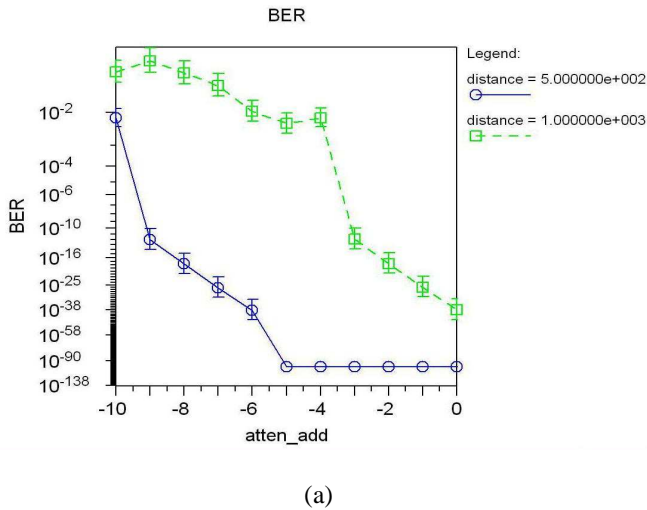 BER
Legend:
distance = 5.000000e+002
distance = 1.000000e+003
BER
10-2
10-4
10-6
10-10
10-16
10-25
10-38
10-58
10-90
10-138
-10 -8 -6 -4 -2 0
atten_add
(a)